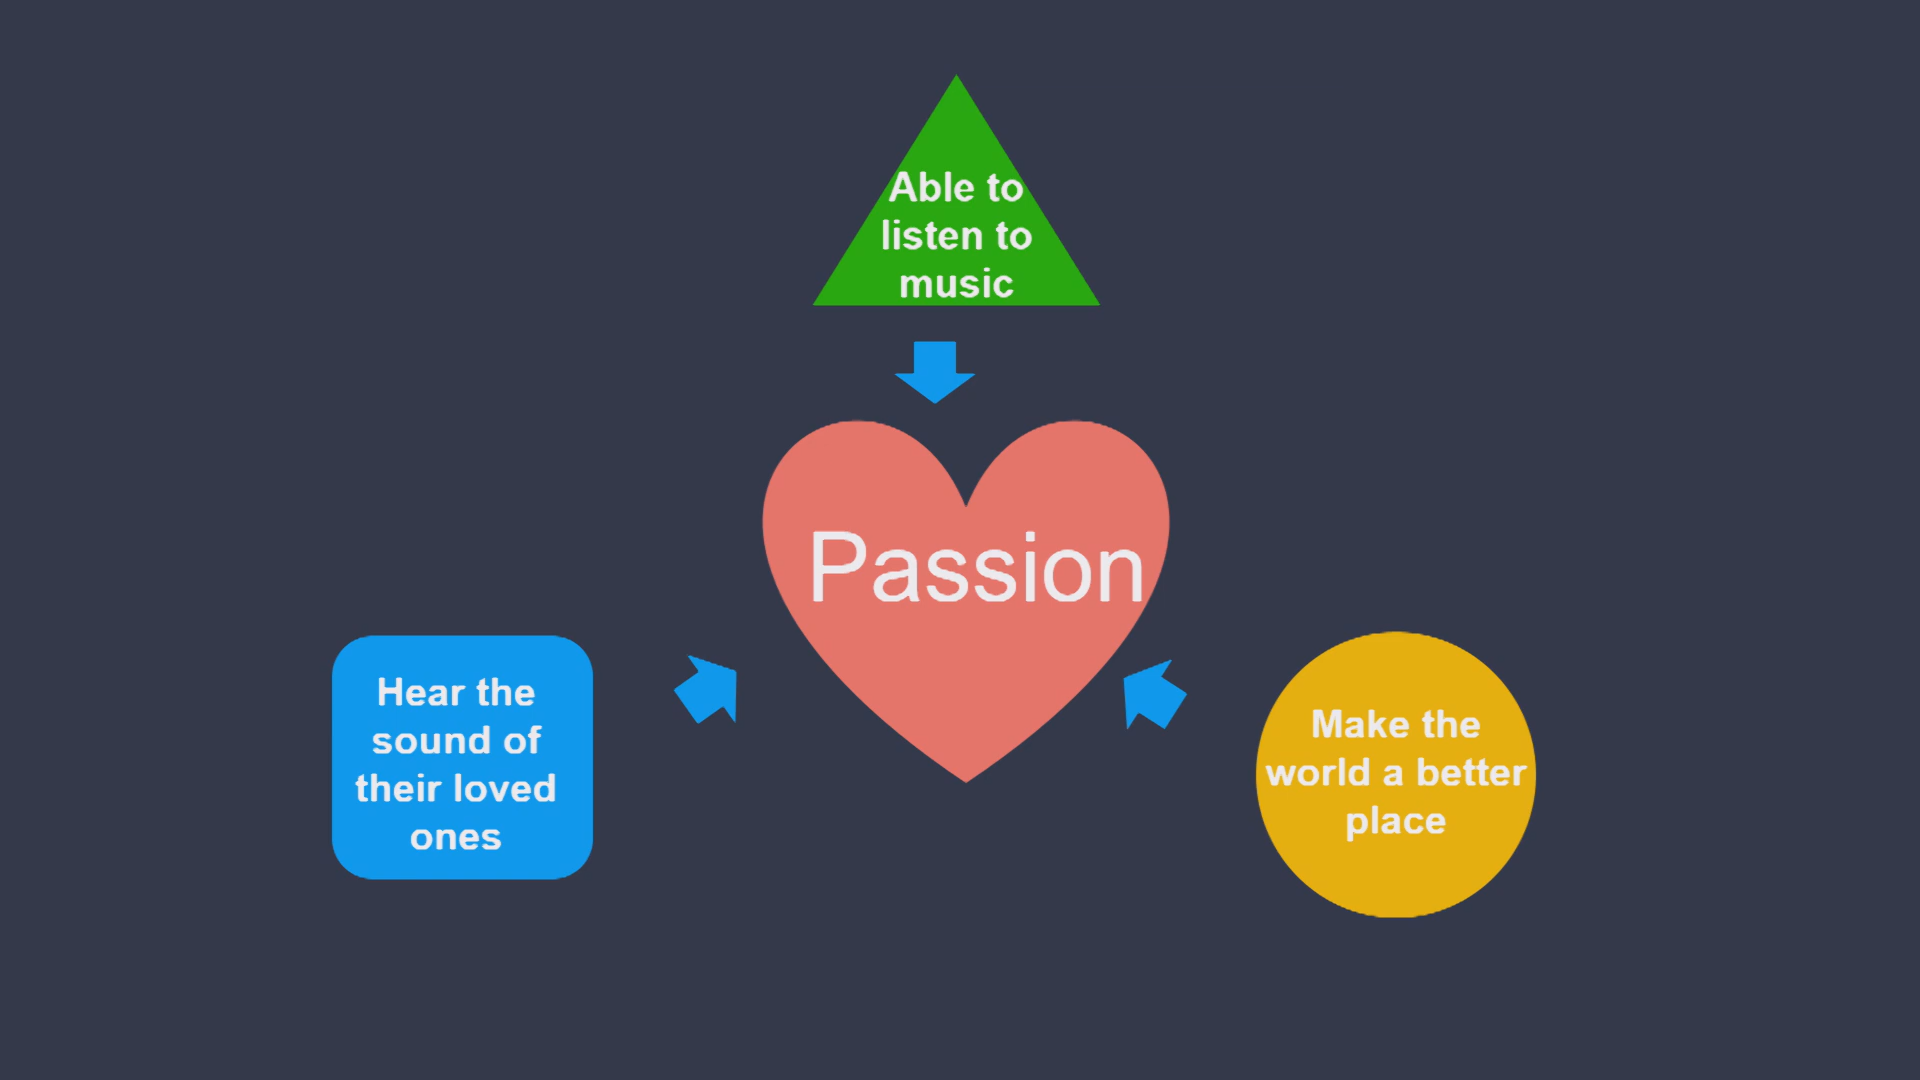 Able to
listen to
music
Passion
Hear the
sound of
their loved
ones
Make the
world a better
place